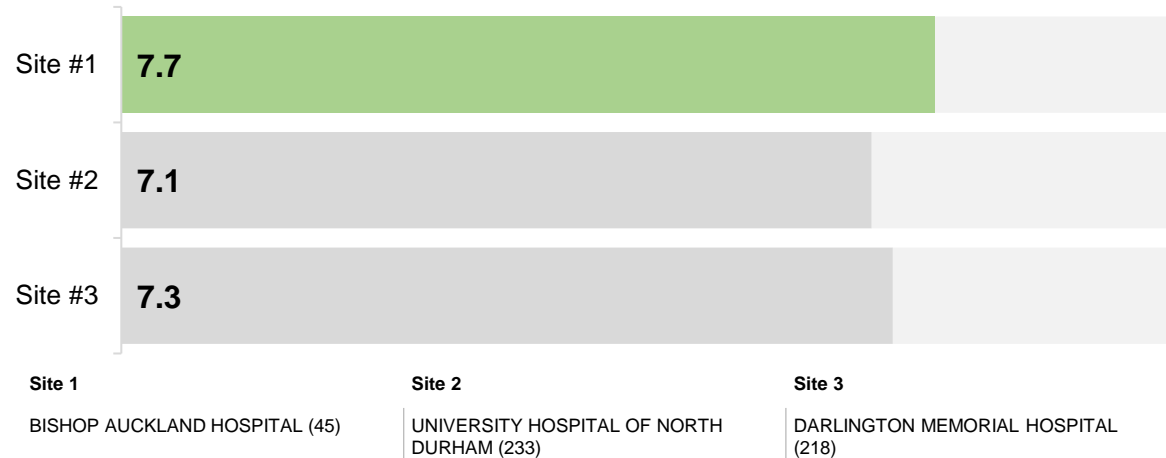 Site #1
7.7
Site #2
7.1
Site #3
7.3
Site 1
BISHOP AUCKLAND HOSPITAL (45)
Site 2
UNIVERSITY HOSPITAL OF NORTH
DURHAM (233)
Site 3
DARLINGTON MEMORIAL HOSPITAL
(218)